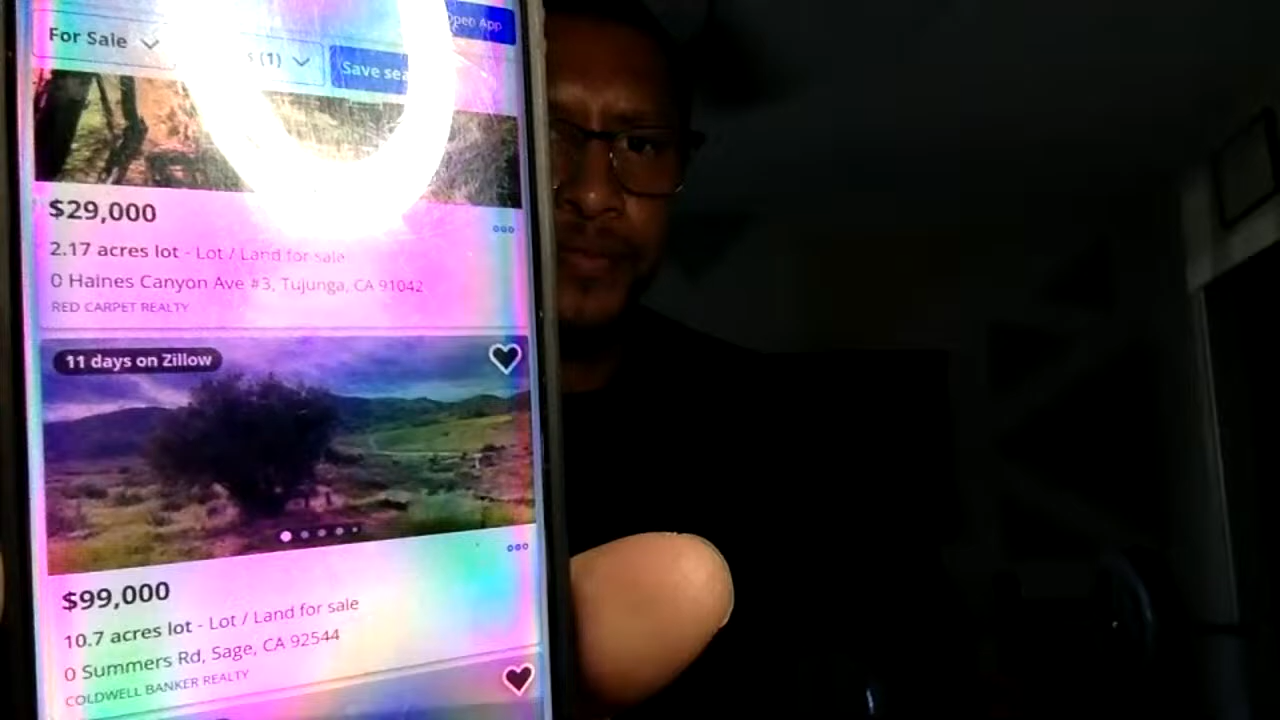 Open App
For Sale
(1)
Save sea
$29,000
2.17 acres lot - Lot / Land for sale
0 Haines Canyon Ave #3, Tujunga, CA 91042
RED CARPET REALTY
11 days on Zillow
$99,000
10.7 acres lot - Lot / Land for sale
0 Summers Rd, Sage, CA 92544
COLDWELL BANKER REALTY